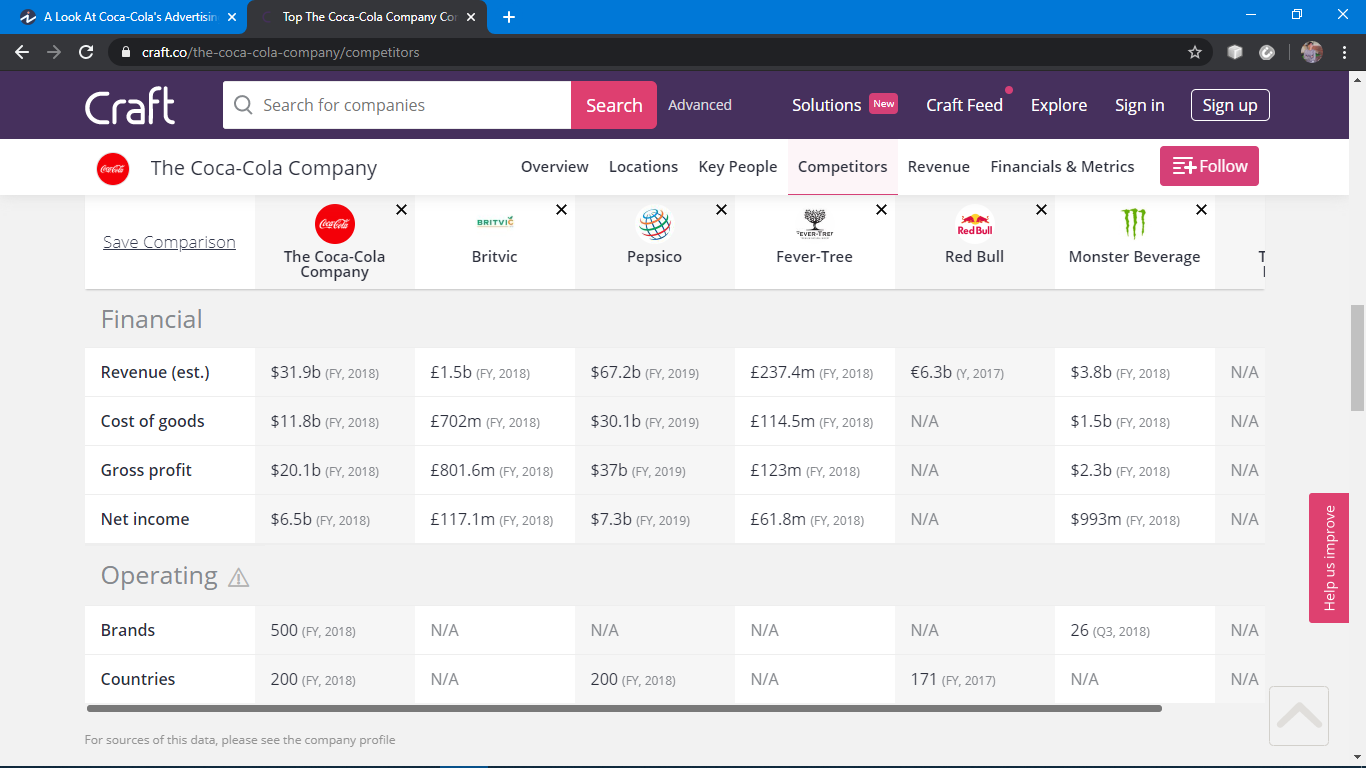 A Look At Coca-Cola's Advertisin
Top The Coca-Cola Company Co
craft.co/the-coca-cola-company/competitors
Craft
Search for companies
Search
Advanced
Solutions New
Craft Feed
Explore
Sign in
Sign up
Coca-Cola
The Coca-Cola Company
Overview
Locations
Key People
Competitors
Revenue
Financials & Metrics
Follow
Save Comparison
Coca-Cola
The Coca-Cola
Company
BRITVIC
Britvic
Pepsico
FEVER-TREE
Fever-Tree
Red Bull
Red Bull
Monster Beverage
Financial
Revenue (est.) $31.9b (FY, 2018) £1.5b (FY, 2018) $67.2b (FY, 2019) £237.4m (FY, 2018) €6.3b (Y, 2017) $3.8b (FY, 2018) N/A
Cost of goods $11.8b (FY, 2018) £702m (FY, 2018) $30.1b (FY, 2019) £114.5m (FY, 2018) N/A $1.5b (FY, 2018) N/A
Gross profit $20.1b (FY, 2018) £801.6m (FY, 2018) $37b (FY, 2019) £123m (FY, 2018) N/A $2.3b (FY, 2018) N/A
Net income $6.5b (FY, 2018) £117.1m (FY, 2018) $7.3b (FY, 2019) £61.8m (FY, 2018) N/A $993m (FY, 2018) N/A
Operating
Brands 500 (FY, 2018) N/A N/A N/A N/A 26 (Q3, 2018) N/A
Countries 200 (FY, 2018) N/A 200 (FY, 2018) N/A 171 (FY, 2017) N/A N/A
For sources of this data, please see the company profile
Help us improve